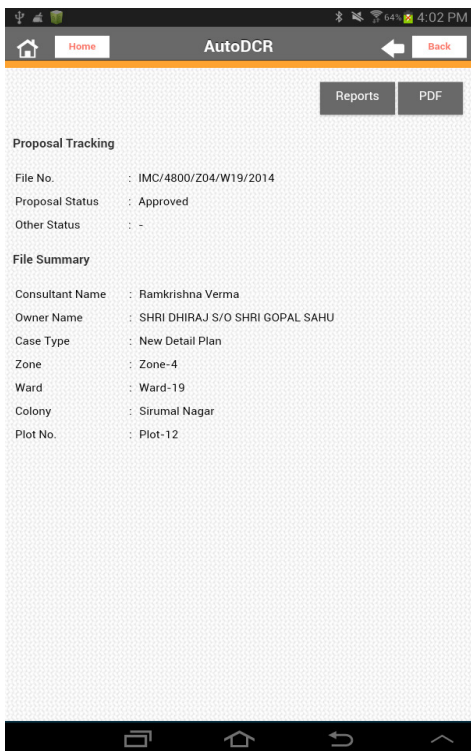 64% 4:02 PM
Home AutoDCR Back
Reports PDF
Proposal Tracking
File No. : IMC/4800/Z04/W19/2014
Proposal Status : Approved
Other Status : -
File Summary
Consultant Name : Ramkrishna Verma
Owner Name : SHRI DHIRAJ S/O SHRI GOPAL SAHU
Case Type : New Detail Plan
Zone : Zone-4
Ward : Ward-19
Colony : Sirumal Nagar
Plot No. : Plot-12